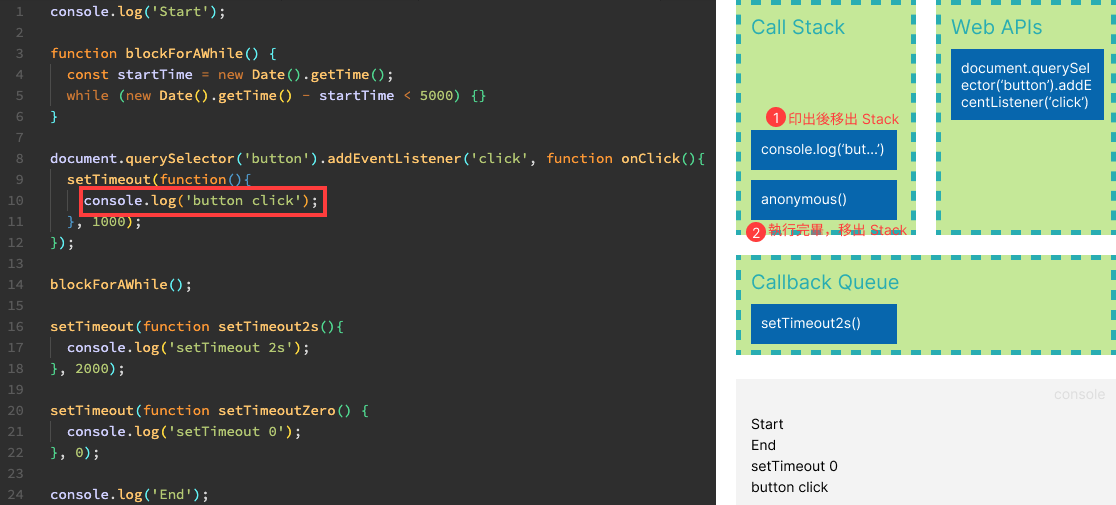 1 console.log('Start');
2
3 function blockForAWhile() {
4 const startTime = new Date().getTime();
5 while (new Date().getTime() - startTime < 5000) {}
6 }
7
8 document.querySelector('button').addEventListener('click', function onClick(){
9 setTimeout(function(){
10 console.log('button click');
11 }, 1000);
12 });
13
14 blockForAWhile();
15
16 setTimeout(function setTimeout2s(){
17 console.log('setTimeout 2s');
18 }, 2000);
19
20 setTimeout(function setTimeoutZero() {
21 console.log('setTimeout 0');
22 }, 0);
23
24 console.log('End');
Call Stack
1 印出後移出 Stack
console.log(‘but...’)
anonymous()
2 執行完畢，移出 Stack
Web APIs
document.querySel
ector(‘button’).addE
centListener(‘click’)
Callback Queue
setTimeout2s()
console
Start
End
setTimeout 0
button click